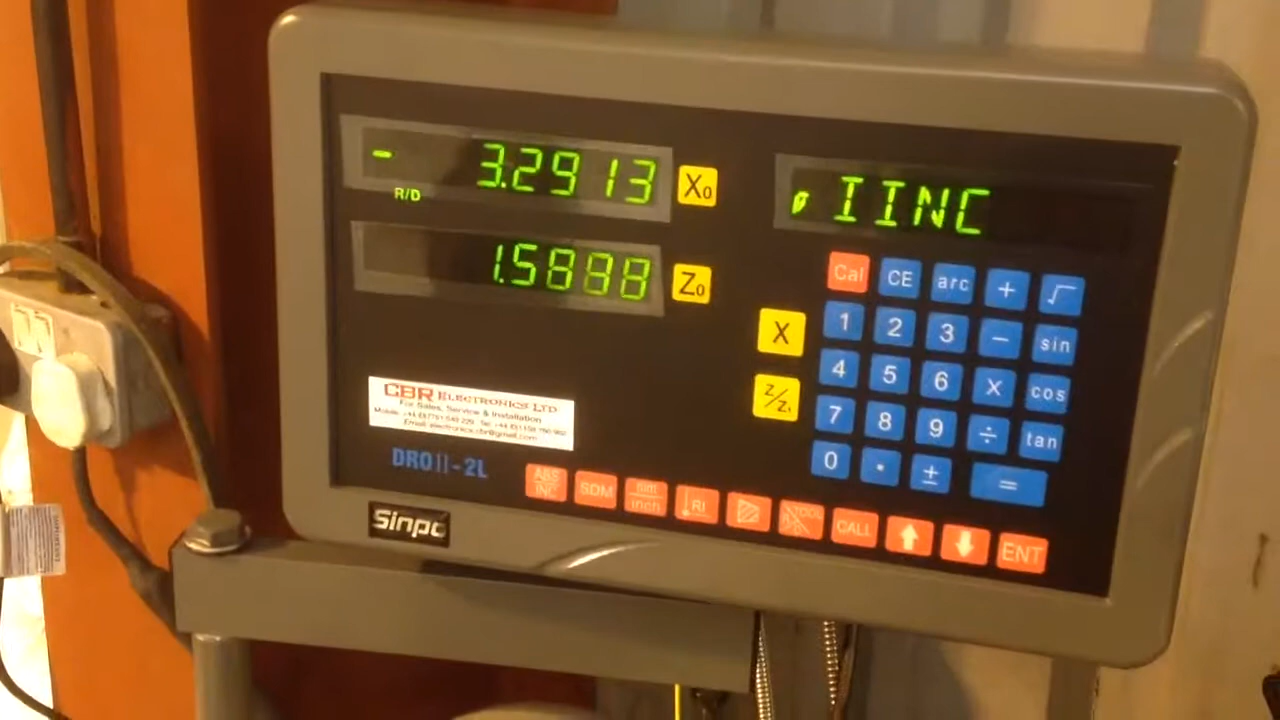 - 3.2913
R/D
X0
1.5888
Z0
IINC
Cal CE arc + √
X 1 2 3 − sin
4 5 6 X cos
Z/Z1 7 8 9 ÷ tan
0 . ± =
CBR ELECTRONICS LTD
For Sales, Service & Installation
DRO II-2L
ABS/INC SDM inch RI TOOL CALL ENT
Sinpo